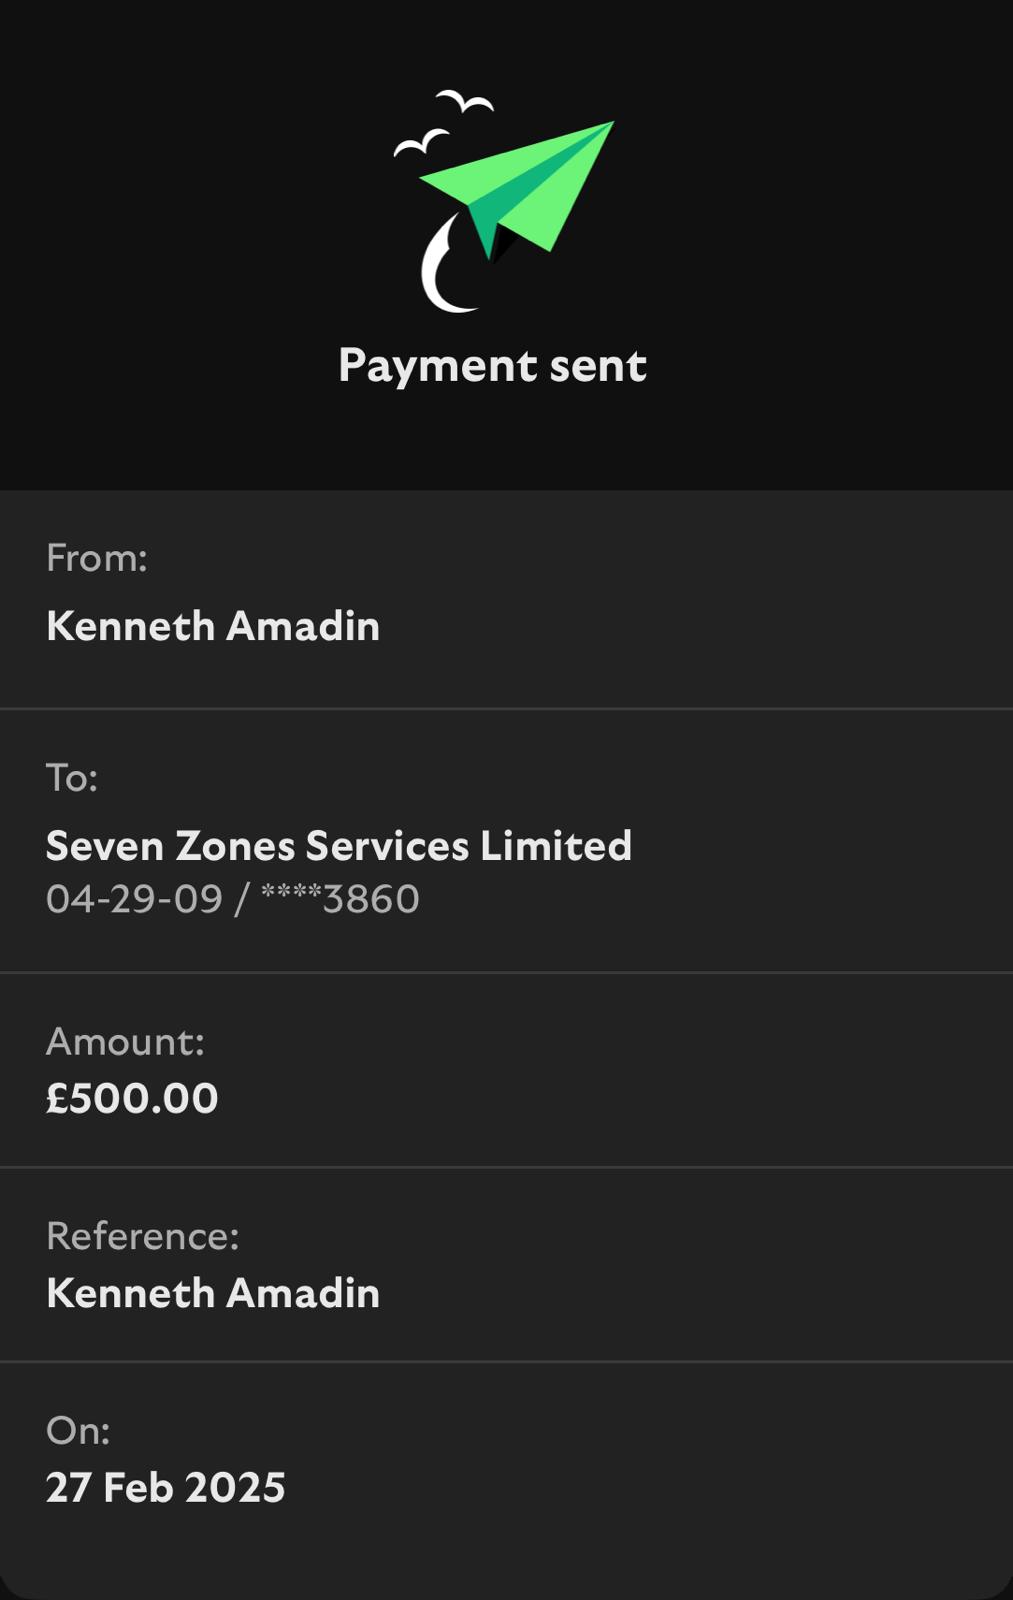 Payment sent
From:
Kenneth Amadin
To:
Seven Zones Services Limited
04-29-09 / ****3860
Amount:
£500.00
Reference:
Kenneth Amadin
On:
27 Feb 2025